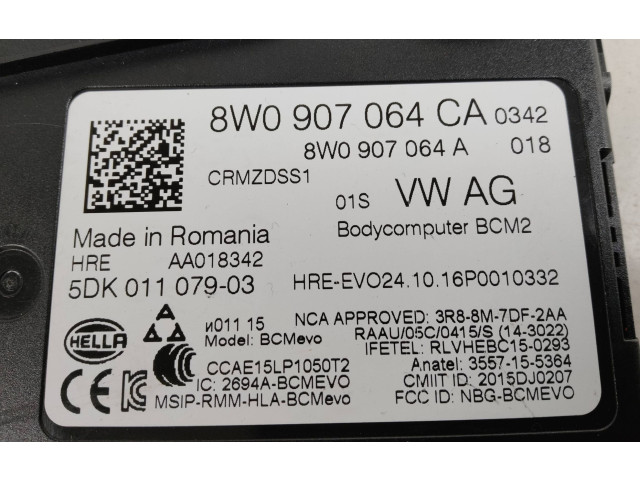 8W0 907 064 CA 0342
8W0 907 064 A 018
CRMZDSS1
01S VW AG
Bodycomputer BCM2
Made in Romania
HRE AA018342
5DK 011 079-03 HRE-EVO24.10.16P0010332
HELLA
A
A A
и011 15
Model: BCMevo
NCA APPROVED: 3R8-8M-7DF-2AA
RAAU/05C/0415/S (14-3022)
IFETEL: RLVHEBC15-0293
CCAE15LP1050T2
Anatel: 3557-15-5364
IC: 2694A-BCMEVO
CMIIT ID: 2015DJ0207
MSIP-RMM-HLA-BCMevo
FCC ID: NBG-BCMEVO
CE